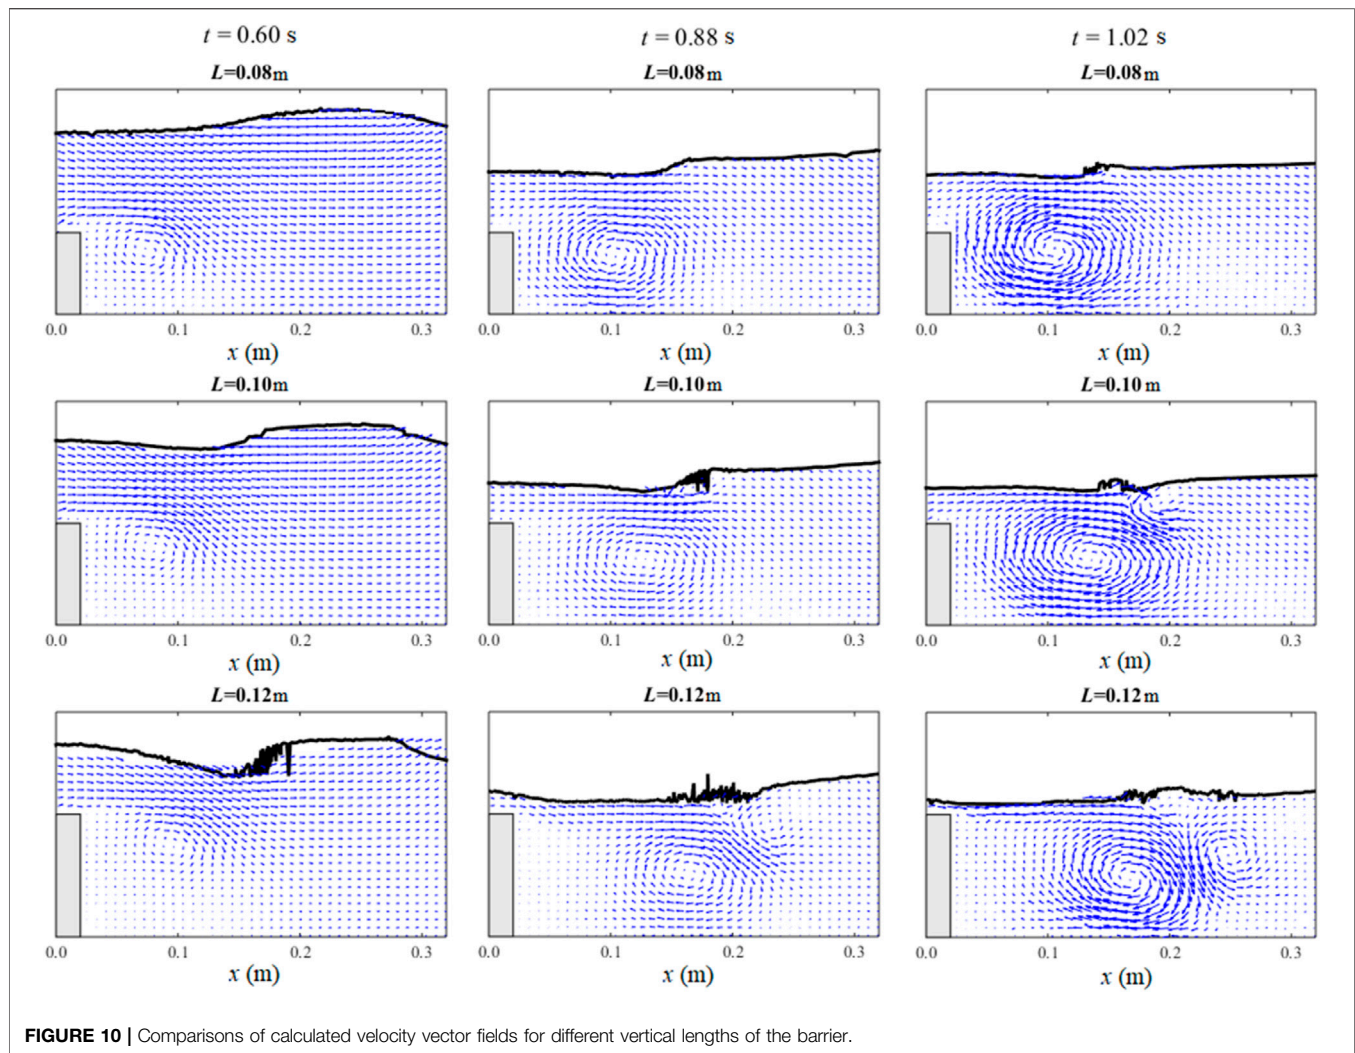 t = 0.60 s
t = 0.88 s
t = 1.02 s
L=0.08m
L=0.08m
L=0.08m
0.0 0.1 0.2 0.3
0.0 0.1 0.2 0.3
0.0 0.1 0.2 0.3
x (m)
x (m)
x (m)
L=0.10m
L=0.10m
L=0.10m
0.0 0.1 0.2 0.3
0.0 0.1 0.2 0.3
0.0 0.1 0.2 0.3
x (m)
x (m)
x (m)
L=0.12m
L=0.12m
L=0.12m
0.0 0.1 0.2 0.3
0.0 0.1 0.2 0.3
0.0 0.1 0.2 0.3
x (m)
x (m)
x (m)
FIGURE 10 | Comparisons of calculated velocity vector fields for different vertical lengths of the barrier.